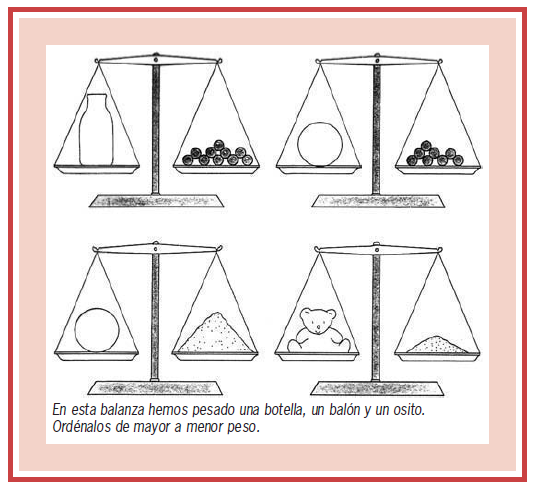 En esta balanza hemos pesado una botella, un balón y un osito.
Ordénalos de mayor a menor peso.